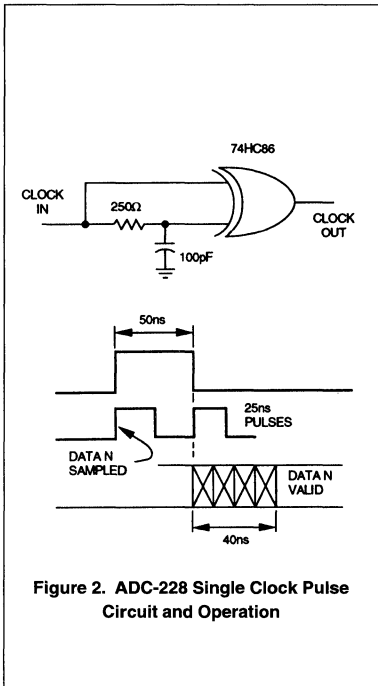 74HC86
CLOCK
IN
250Ω
CLOCK
OUT
100pF
50ns
25ns
PULSES
DATA N
SAMPLED
DATA N
VALID
40ns
Figure 2. ADC-228 Single Clock Pulse
Circuit and Operation